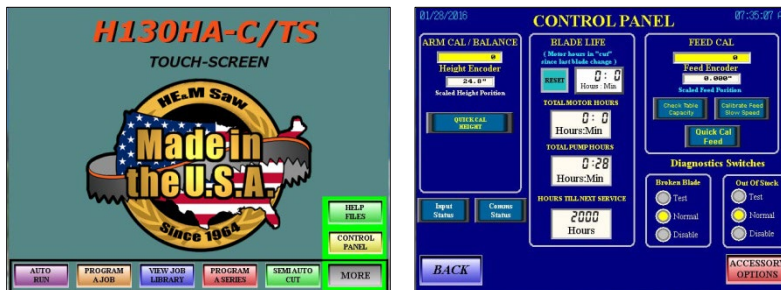 H130HA-C/TS
TOUCH-SCREEN
HE&M Saw
Made in
the U.S.A.
Since 1964
HELP
FILES
CONTROL
PANEL
AUTO
RUN
PROGRAM
A JOB
VIEW JOB
LIBRARY
PROGRAM
A SERIES
SEMI AUTO
CUT
MORE
01/28/2016
CONTROL PANEL
07:35:07
ARM CAL / BALANCE
0
Height Encoder
24.0"
Scaled Height Position
QUICK CAL
HEIGHT
Input
Status
Comms
Status
BACK
BLADE LIFE
( Motor hours in "cut"
since last blade change )
RESET
0: 0
Hours : Min
TOTAL MOTOR HOURS
0: 0
Hours:Min
TOTAL PUMP HOURS
0:28
Hours:Min
HOURS TILL NEXT SERVICE
2000
Hours
FEED CAL
0
Feed Encoder
0.000"
Scaled Feed Position
Check Table
Capacity
Calibrate Feed
Slow Speed
Quick Cal
Feed
Diagnostics Switches
Broken Blade
Test
Normal
Disable
Out Of Stock
Test
Normal
Disable
ACCESSORY
OPTIONS